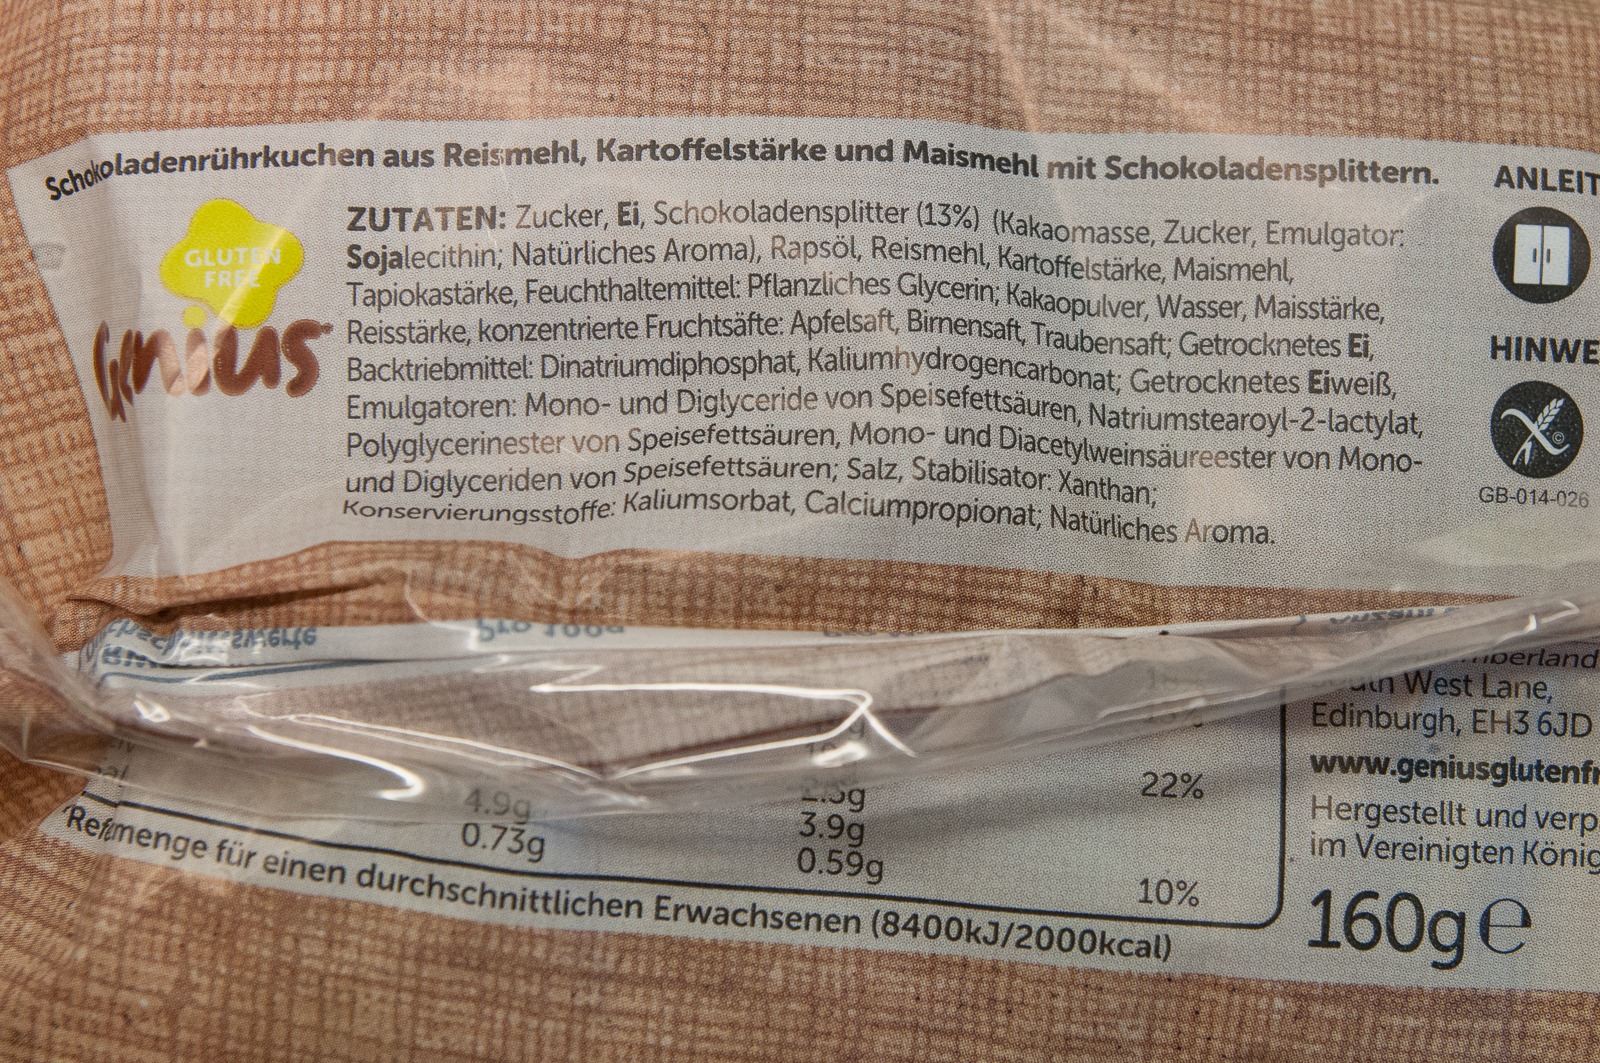 Schokoladenrührkuchen aus Reismehl, Kartoffelstärke und Maismehl mit Schokoladensplittern.
GLUTEN
FREE
Genius
ZUTATEN: Zucker, Ei, Schokoladensplitter (13%) (Kakaomasse, Zucker, Emulgator:
Sojalecithin; Natürliches Aroma), Rapsöl, Reismehl, Kartoffelstärke, Maismehl,
Tapiokastärke, Feuchthaltemittel: Pflanzliches Glycerin; Kakaopulver, Wasser, Maisstärke,
Reisstärke, konzentrierte Fruchtsäfte: Apfelsaft, Birnensaft, Traubensaft; Getrocknetes Ei,
Backtriebmittel: Dinatriumdiphosphat, Kaliumhydrogencarbonat; Getrocknetes Eiweiß,
Emulgatoren: Mono- und Diglyceride von Speisefettsäuren, Natriumstearoyl-2-lactylat,
Polyglycerinester von Speisefettsäuren, Mono- und Diacetylweinsäureester von Mono-
und Diglyceriden von Speisefettsäuren; Salz, Stabilisator: Xanthan;
Konservierungsstoffe: Kaliumsorbat, Calciumpropionat; Natürliches Aroma.
ANLEIT
HINWE
GB-014-026
4.9g
3.9g
22%
0.73g
0.59g
10%
für einen durchschnittlichen Erwachsenen (8400kJ/2000kcal)
West Lane,
Edinburgh, EH3 6JD
www.geniusglutenfr
Hergestellt und verp
im Vereinigten König
160g e